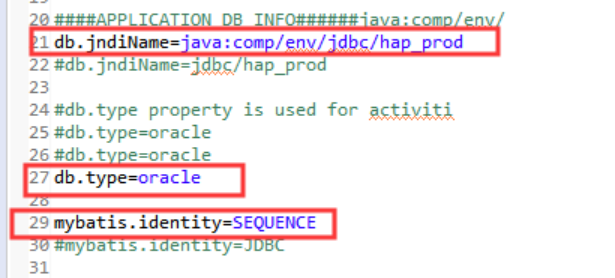 20 ####APPLICATION DB INFO######java:comp/env/
21 db.jndiName=java:comp/env/jdbc/hap_prod
22 #db.jndiName=jdbc/hap_prod
23
24 #db.type property is used for activiti
25 #db.type=oracle
26 #db.type=oracle
27 db.type=oracle
28
29 mybatis.identity=SEQUENCE
30 #mybatis.identity=JDBC
31